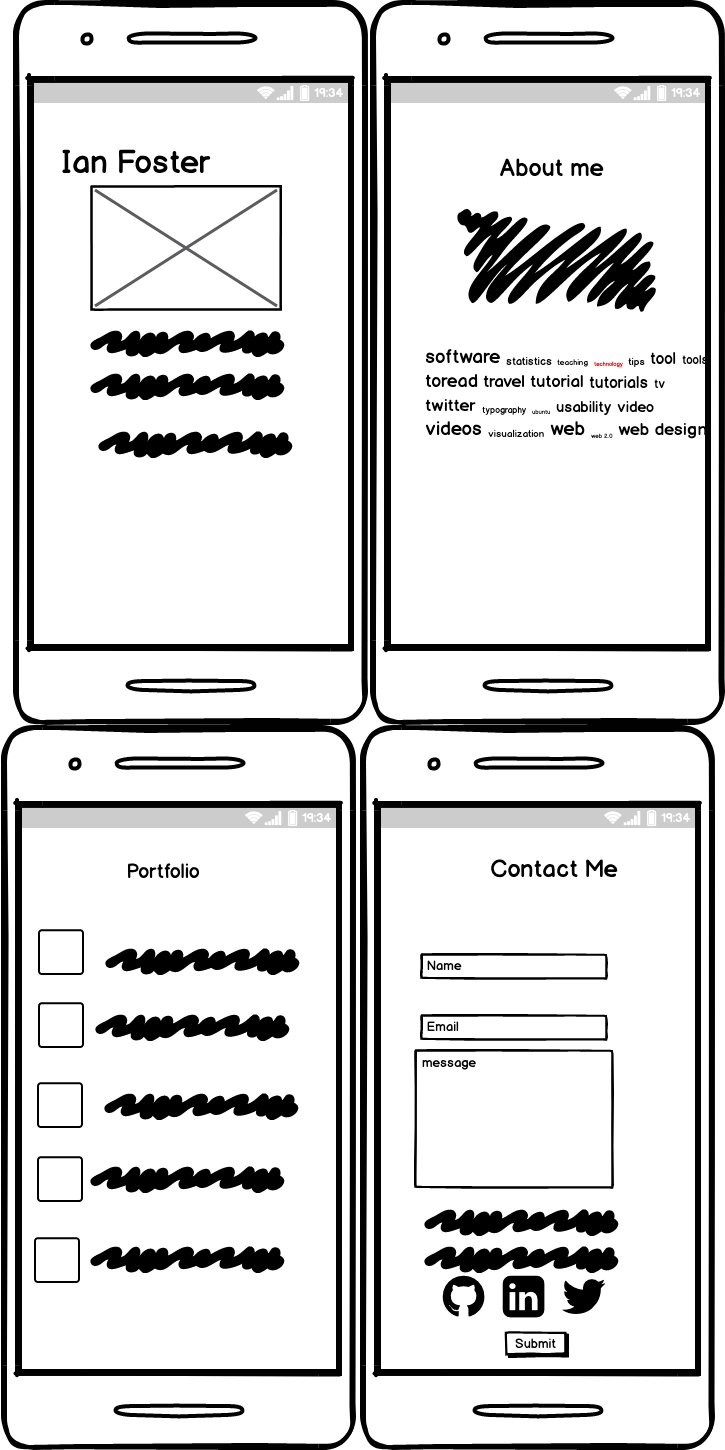 19:34
Ian Foster
19:34
About me
software statistics teaching technology tips tool tools
toread travel tutorial tutorials tv
twitter typography ubuntu usability video
videos visualization web web 2.0 web design
19:34
Portfolio
19:34
Contact Me
Name
Email
message
in
Submit